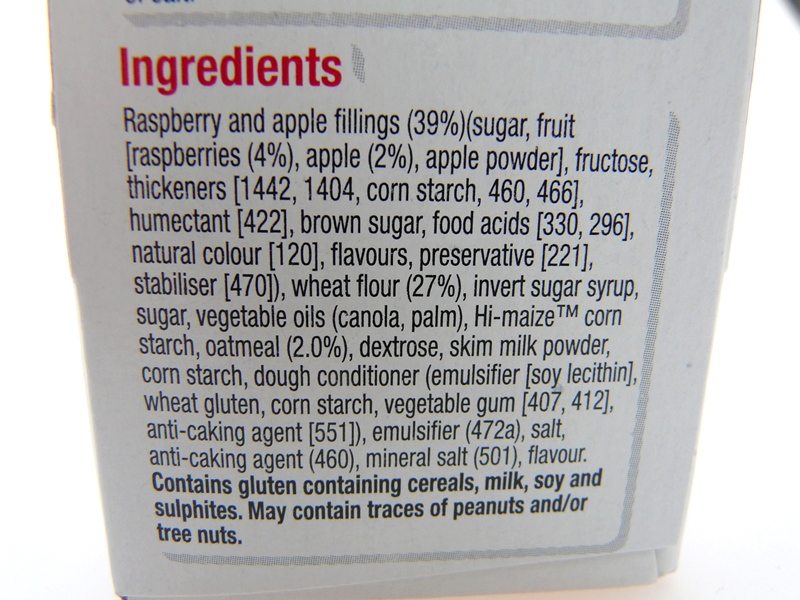 Ingredients
Raspberry and apple fillings (39%)(sugar, fruit
[raspberries (4%), apple (2%), apple powder], fructose,
thickeners [1442, 1404, corn starch, 460, 466],
humectant [422], brown sugar, food acids [330, 296],
natural colour [120], flavours, preservative [221],
stabiliser [470]), wheat flour (27%), invert sugar syrup,
sugar, vegetable oils (canola, palm), Hi-maize™ corn
starch, oatmeal (2.0%), dextrose, skim milk powder,
corn starch, dough conditioner (emulsifier [soy lecithin],
wheat gluten, corn starch, vegetable gum [407, 412],
anti-caking agent [551]), emulsifier (472a), salt,
anti-caking agent (460), mineral salt (501), flavour.
Contains gluten containing cereals, milk, soy and
sulphites. May contain traces of peanuts and/or
tree nuts.